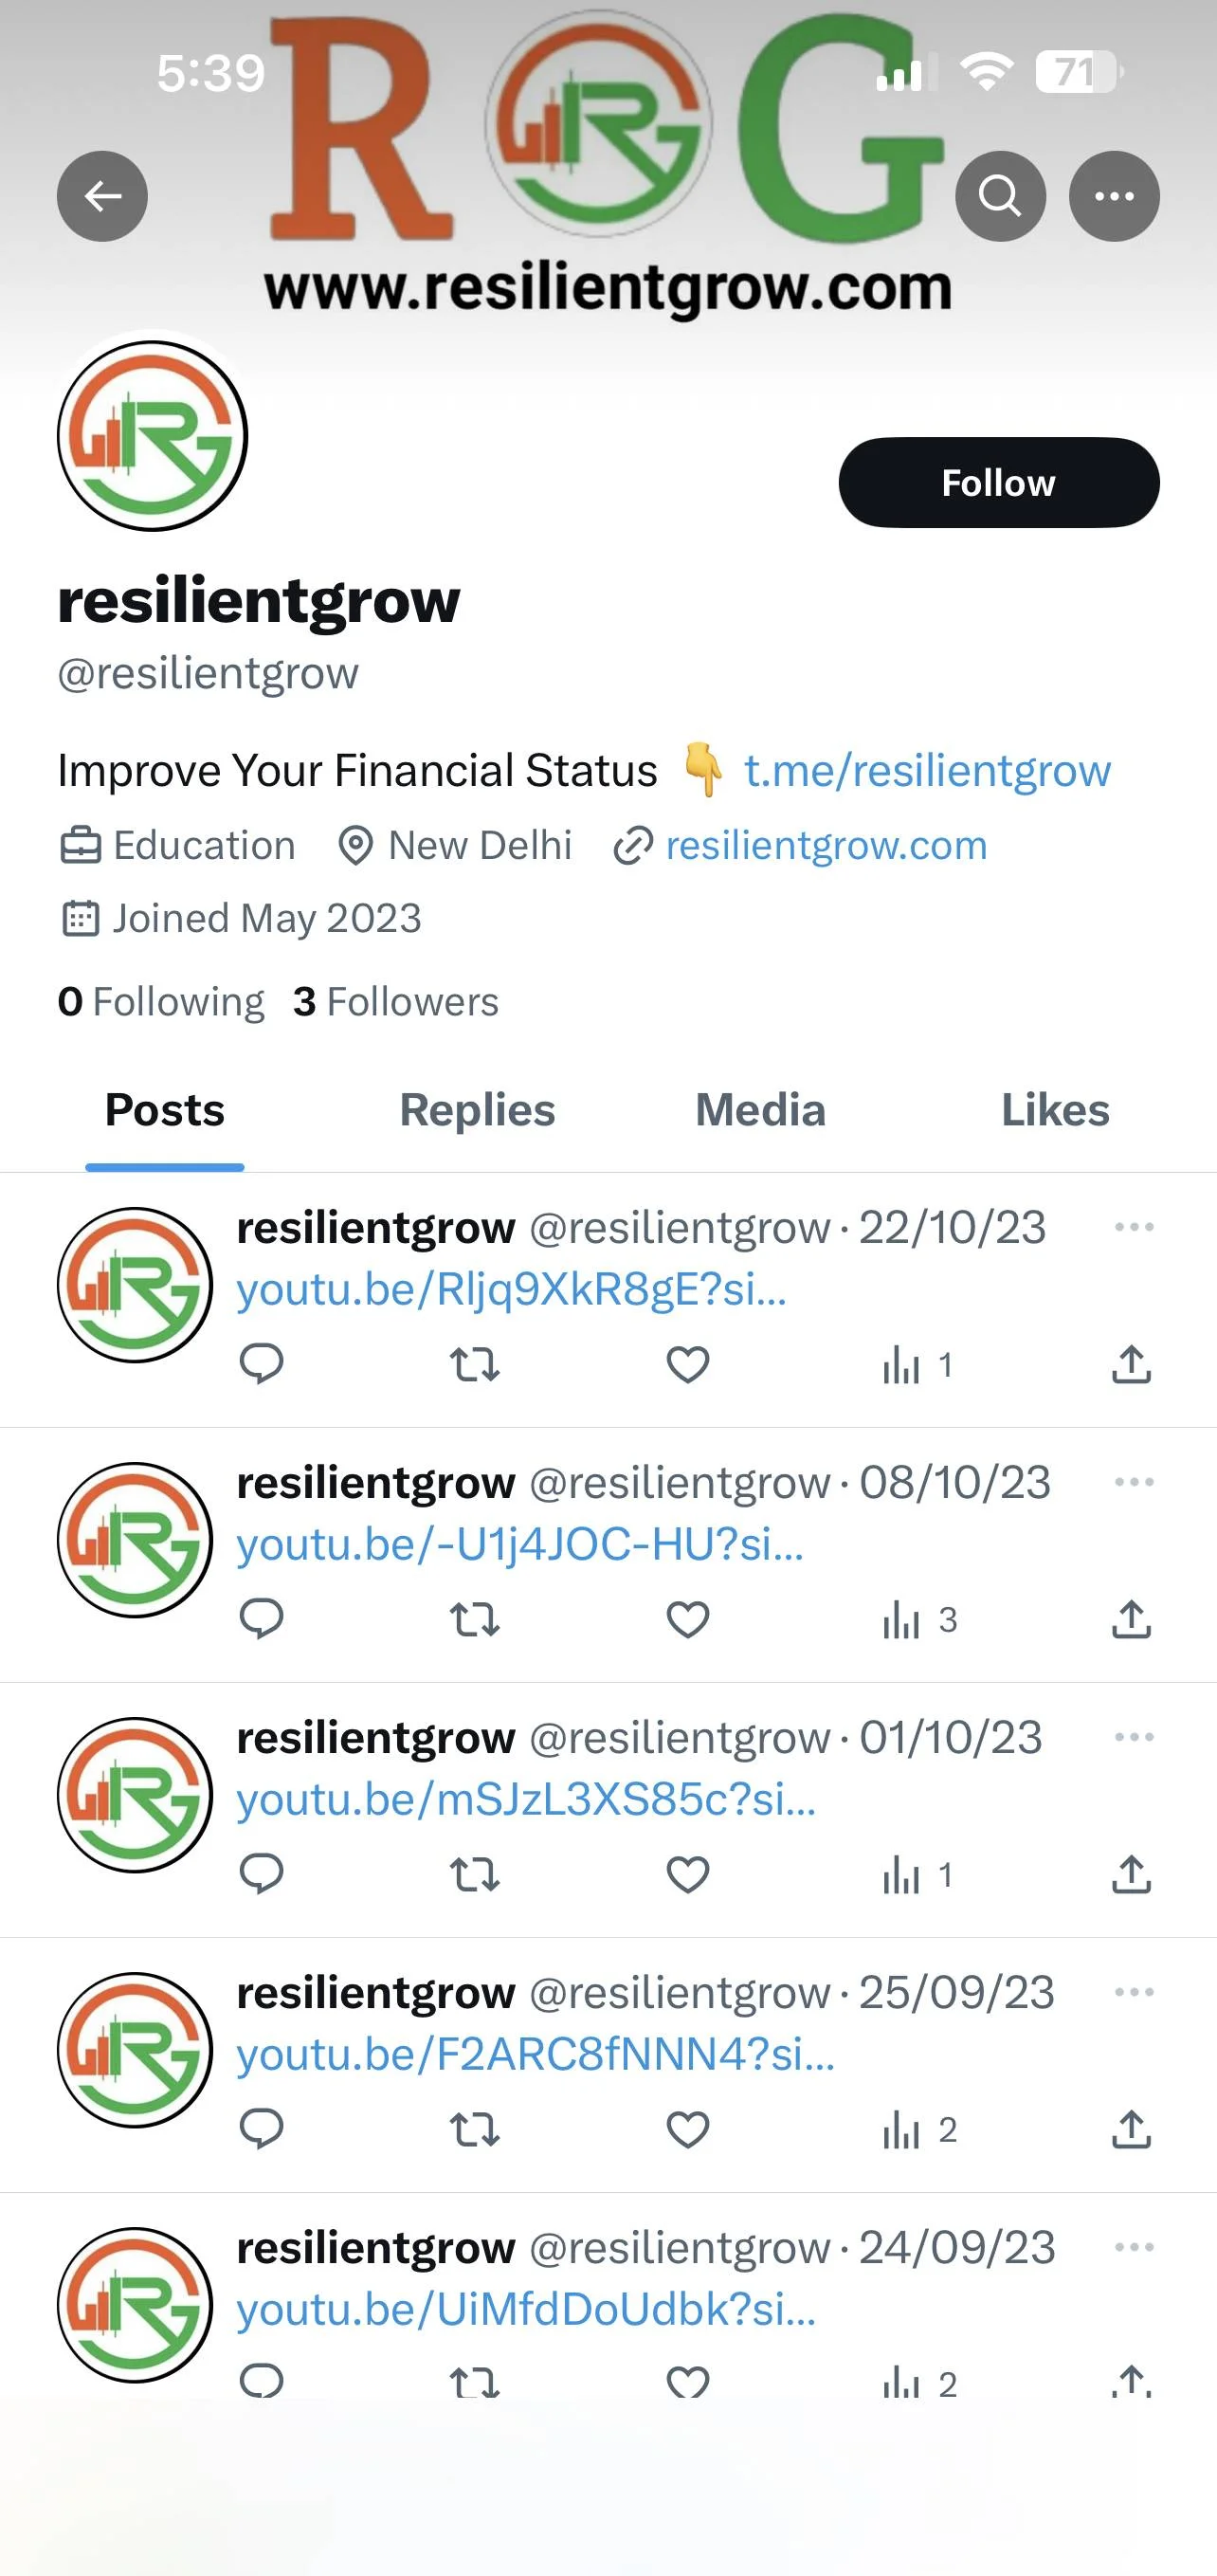 5:39
71
R RG G
www.resilientgrow.com
Follow
resilientgrow
@resilientgrow
Improve Your Financial Status 👇 t.me/resilientgrow
Education New Delhi resilientgrow.com
Joined May 2023
0 Following 3 Followers
Posts Replies Media Likes
resilientgrow @resilientgrow · 22/10/23
youtu.be/Rljq9XkR8gE?si...
1
resilientgrow @resilientgrow · 08/10/23
youtu.be/-U1j4JOC-HU?si...
3
resilientgrow @resilientgrow · 01/10/23
youtu.be/mSJzL3XS85c?si...
1
resilientgrow @resilientgrow · 25/09/23
youtu.be/F2ARC8fNNN4?si...
2
resilientgrow @resilientgrow · 24/09/23
youtu.be/UiMfdDoUdbk?si...
2